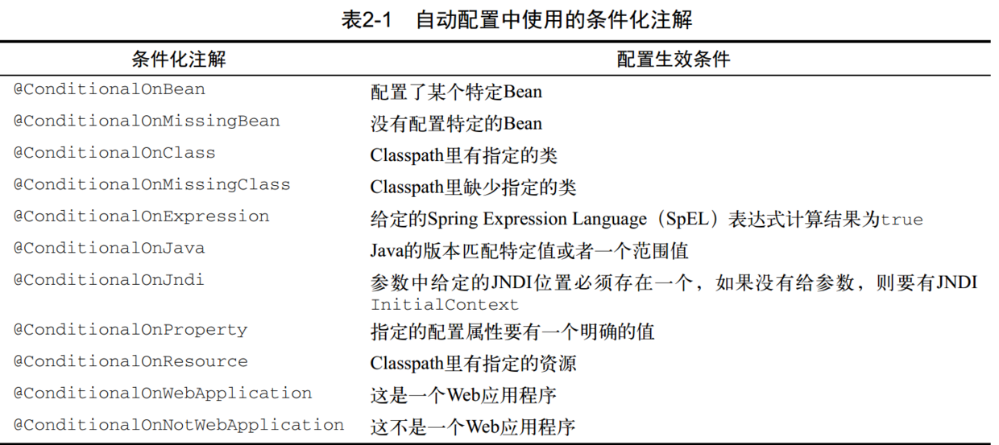 表2-1 自动配置中使用的条件化注解
条件化注解 配置生效条件
@ConditionalOnBean 配置了某个特定Bean
@ConditionalOnMissingBean 没有配置特定的Bean
@ConditionalOnClass Classpath里有指定的类
@ConditionalOnMissingClass Classpath里缺少指定的类
@ConditionalOnExpression 给定的Spring Expression Language（SpEL）表达式计算结果为true
@ConditionalOnJava Java的版本匹配特定值或者一个范围值
@ConditionalOnJndi 参数中给定的JNDI位置必须存在一个，如果没有给参数，则要有JNDI
InitialContext
@ConditionalOnProperty 指定的配置属性要有一个明确的值
@ConditionalOnResource Classpath里有指定的资源
@ConditionalOnWebApplication 这是一个Web应用程序
@ConditionalOnNotWebApplication 这不是一个Web应用程序